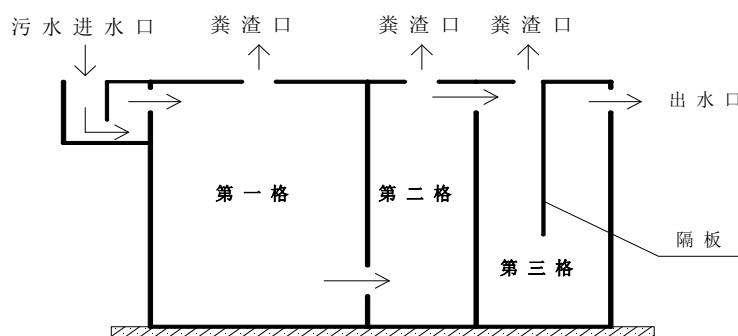 污水进水口
粪渣口
粪渣口
粪渣口
出水口
第一格
第二格
隔板
第三格